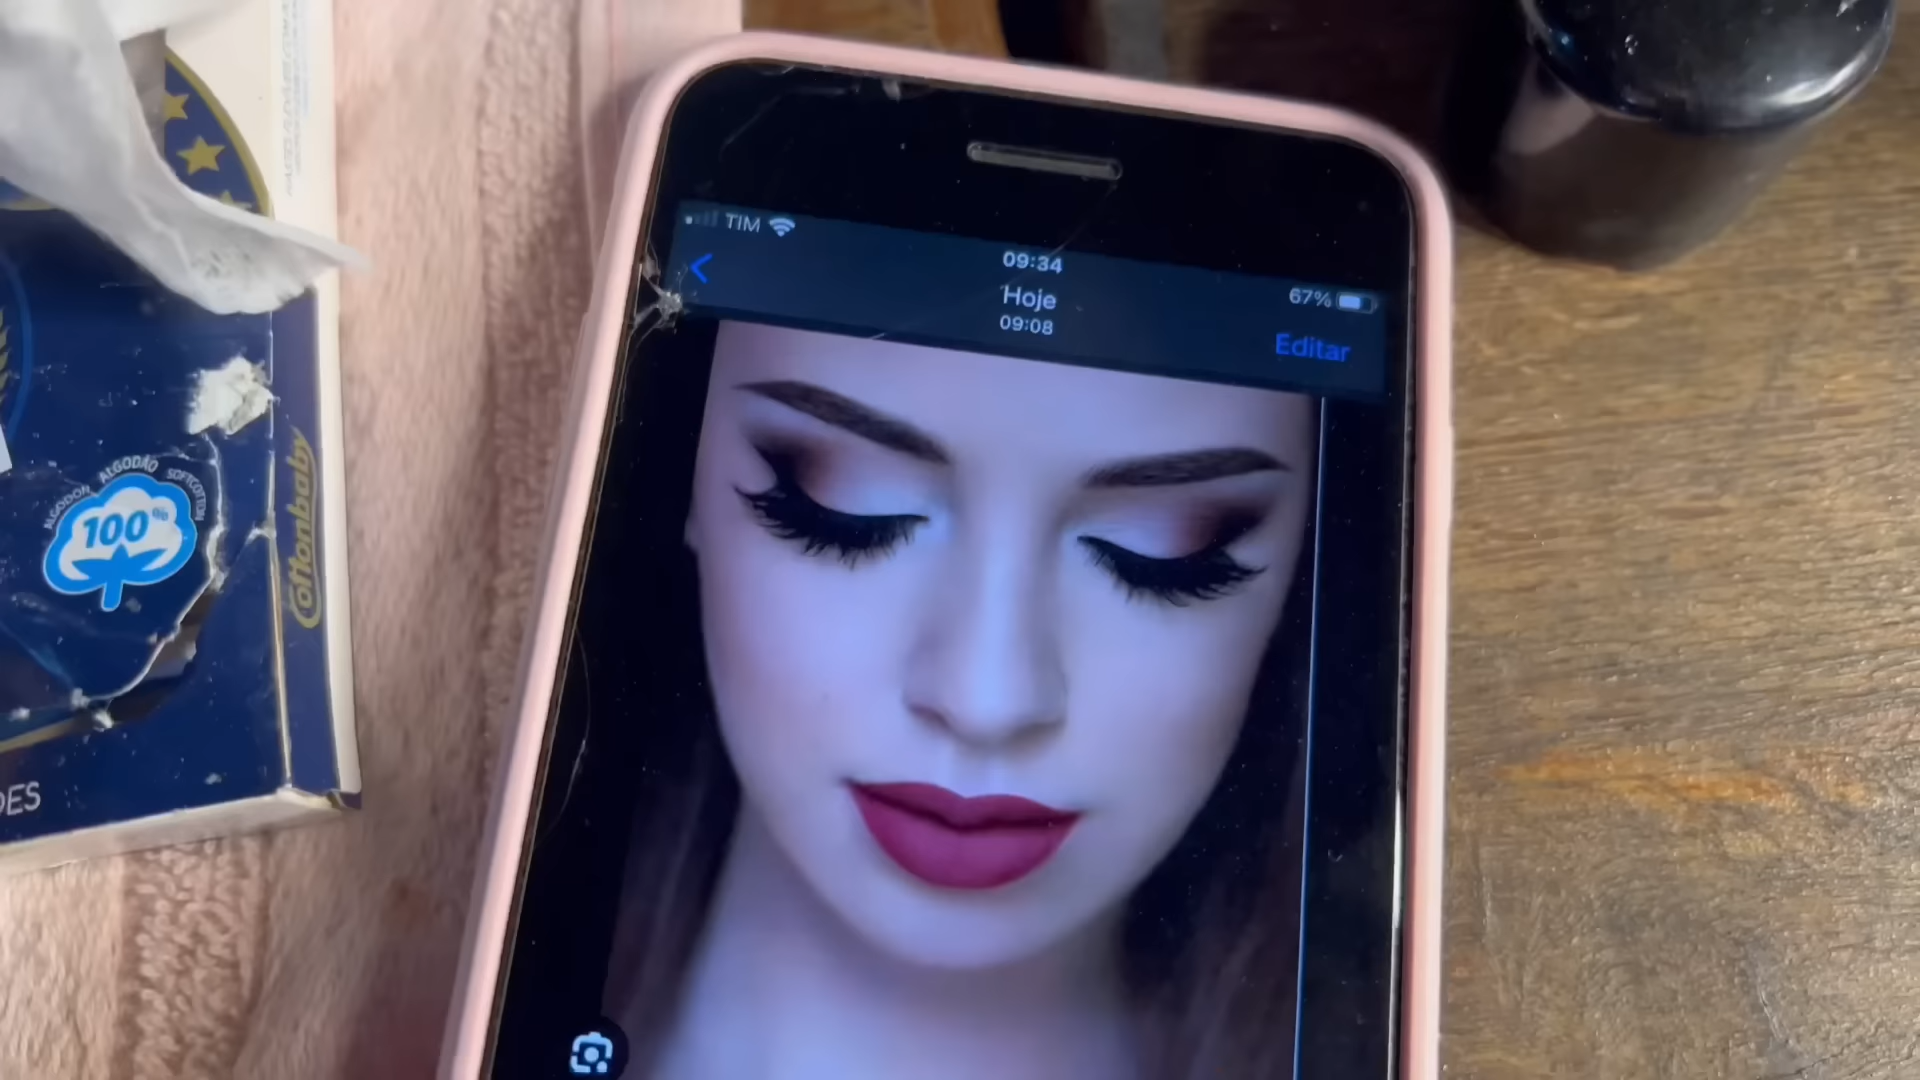 TIM
09:34
67%
Hoje
09:08
Editar
ALGODÓN ALGODÃO SOFTCOTTON
100%
Cottonbaby
DES